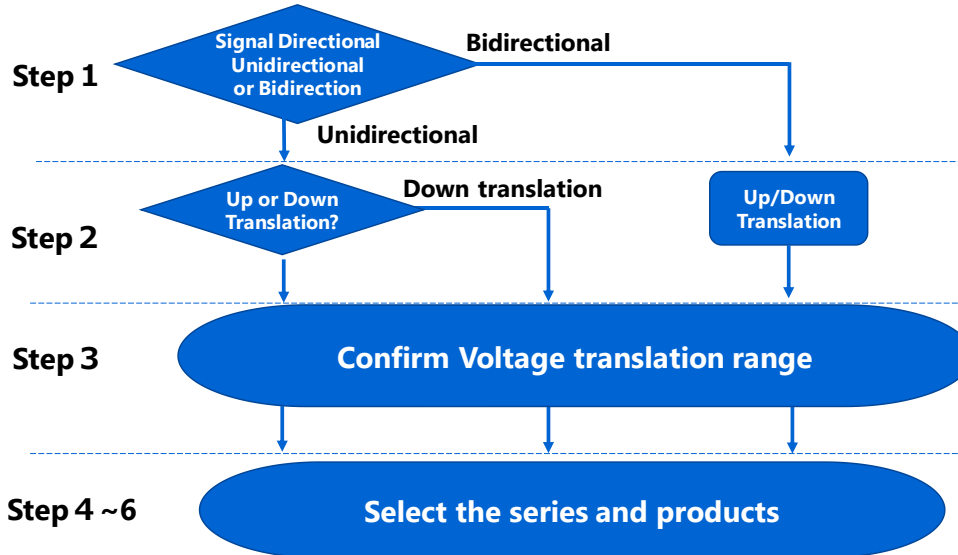 Step 1
Signal Directional
Unidirectional
or Bidirection
Bidirectional
Unidirectional
Step 2
Up or Down
Translation?
Down translation
Up/Down
Translation
Step 3
Confirm Voltage translation range
Step 4 ~6
Select the series and products